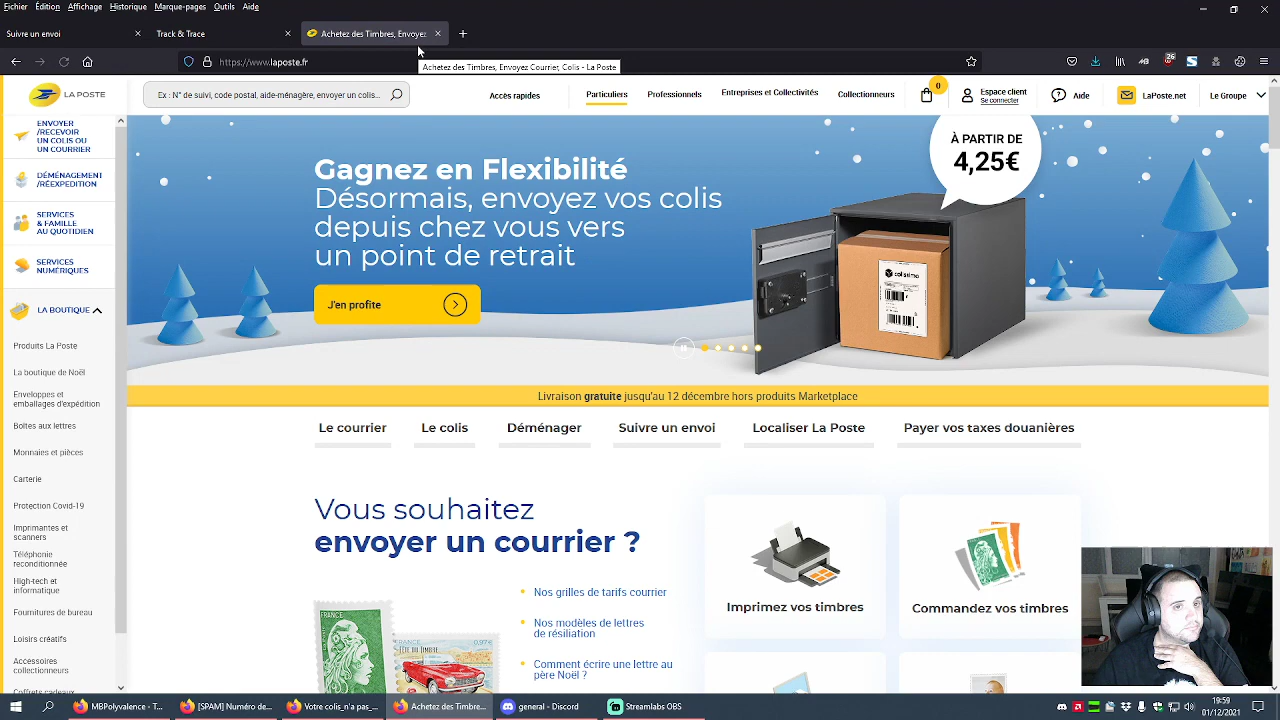 Fichier Édition Affichage Historique Marque-pages Outils Aide
Suivre un envoi
Track & Trace
Achetez des Timbres, Envoyez
https://www.laposte.fr
Achetez des Timbres, Envoyez Courrier, Colis - La Poste
LA POSTE
Ex : N° de suivi, code postal, aide-ménagère, envoyer un colis...
Accès rapides
Particuliers
Professionnels
Entreprises et Collectivités
Collectionneurs
0
Espace client
Se connecter
Aide
LaPoste.net
Le Groupe
ENVOYER
/RECEVOIR
UN COLIS OU
UN COURRIER
DÉMÉNAGEMENT
/RÉEXPEDITION
SERVICES
& FAMILLE
AU QUOTIDIEN
SERVICES
NUMÉRIQUES
LA BOUTIQUE
Produits La Poste
La boutique de Noël
Enveloppes et
emballages d'expédition
Boîtes aux lettres
Monnaies et pièces
Carterie
Protection Covid-19
Imprimantes et
scanners
Téléphonie
reconditionnée
High-tech et
informatique
Fournitures de bureau
Loisirs créatifs
Accessoires
collectionneurs
Coffrets cadeaux
Gagnez en Flexibilité
Désormais, envoyez vos colis
depuis chez vous vers
un point de retrait
J'en profite
À PARTIR DE
4,25€
colissimo
Livraison gratuite jusqu'au 12 décembre hors produits Marketplace
Le courrier
Le colis
Déménager
Suivre un envoi
Localiser La Poste
Payer vos taxes douanières
Vous souhaitez
envoyer un courrier ?
Nos grilles de tarifs courrier
Nos modèles de lettres
de résiliation
Comment écrire une lettre au
père Noël ?
FRANCE
FRANCE
0,97€
FÊTE DU TIMBRE
Imprimez vos timbres
Commandez vos timbres
MBPolyvalence - T...
[SPAM] Numéro de...
Votre colis n'a pas...
Achetez des Timbre...
general - Discord
Streamlabs OBS
19:59
01/12/2021